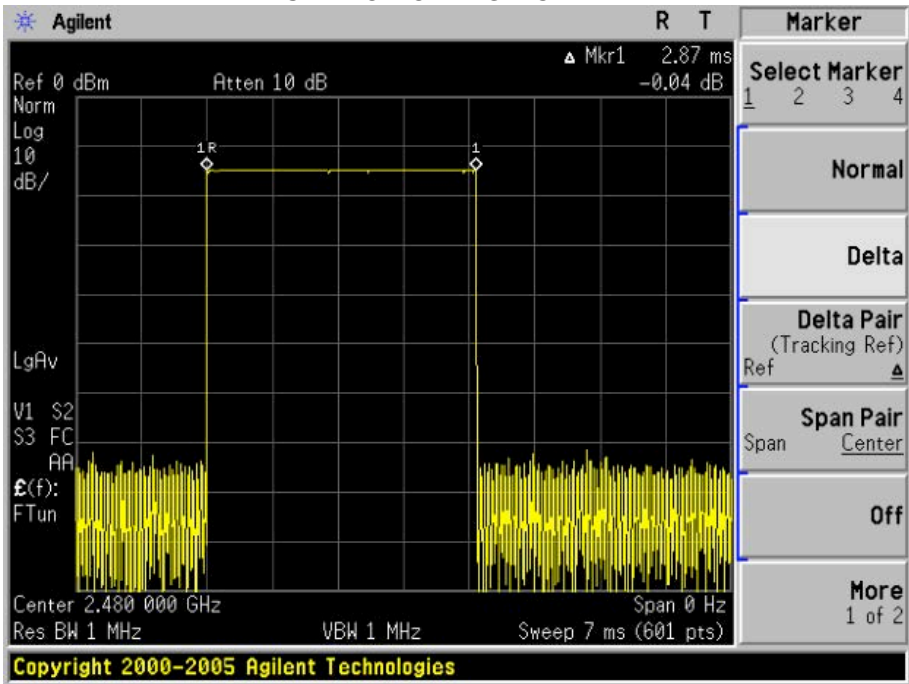 Agilent R T Marker
Δ Mkr1 2.87 ms
Ref 0 dBm Atten 10 dB -0.04 dB
Norm
Log
10
dB/
1R 1
LgAv
V1 S2
S3 FC
AA
£(f):
FTun
Center 2.480 000 GHz Span 0 Hz
Res BW 1 MHz VBW 1 MHz Sweep 7 ms (601 pts)
Copyright 2000-2005 Agilent Technologies
Select Marker
1 2 3 4
Normal
Delta
Delta Pair
(Tracking Ref)
Ref Δ
Span Pair
Span Center
Off
More
1 of 2